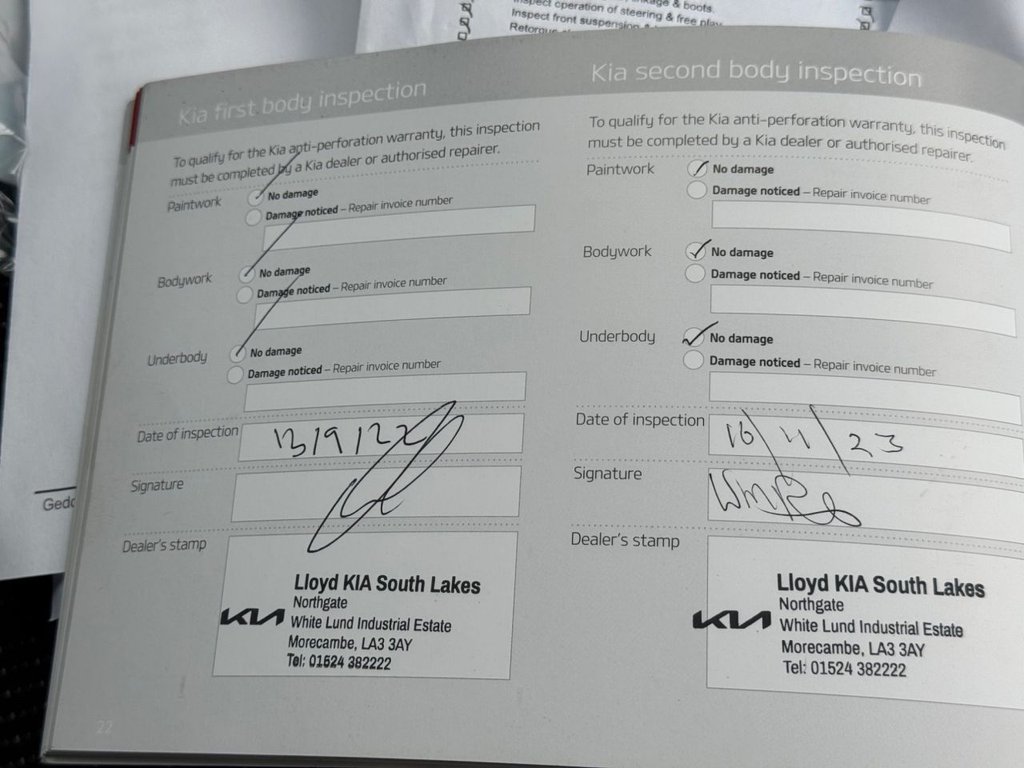 Inspect operation of steering & free play
Inspect front suspension
Kia first body inspection
To qualify for the Kia anti-perforation warranty, this inspection
must be completed by a Kia dealer or authorised repairer.
Paintwork
No damage
Damage noticed – Repair invoice number
Bodywork
No damage
Damage noticed – Repair invoice number
Underbody
No damage
Damage noticed – Repair invoice number
Date of inspection
13/9/22
Signature
Dealer's stamp
KIA
Lloyd KIA South Lakes
Northgate
White Lund Industrial Estate
Morecambe, LA3 3AY
Tel: 01524 382222
22
Kia second body inspection
To qualify for the Kia anti-perforation warranty, this inspection
must be completed by a Kia dealer or authorised repairer.
Paintwork
No damage
Damage noticed – Repair invoice number
Bodywork
No damage
Damage noticed – Repair invoice number
Underbody
No damage
Damage noticed – Repair invoice number
Date of inspection
16/11/23
Signature
Dealer's stamp
KIA
Lloyd KIA South Lakes
Northgate
White Lund Industrial Estate
Morecambe, LA3 3AY
Tel: 01524 382222